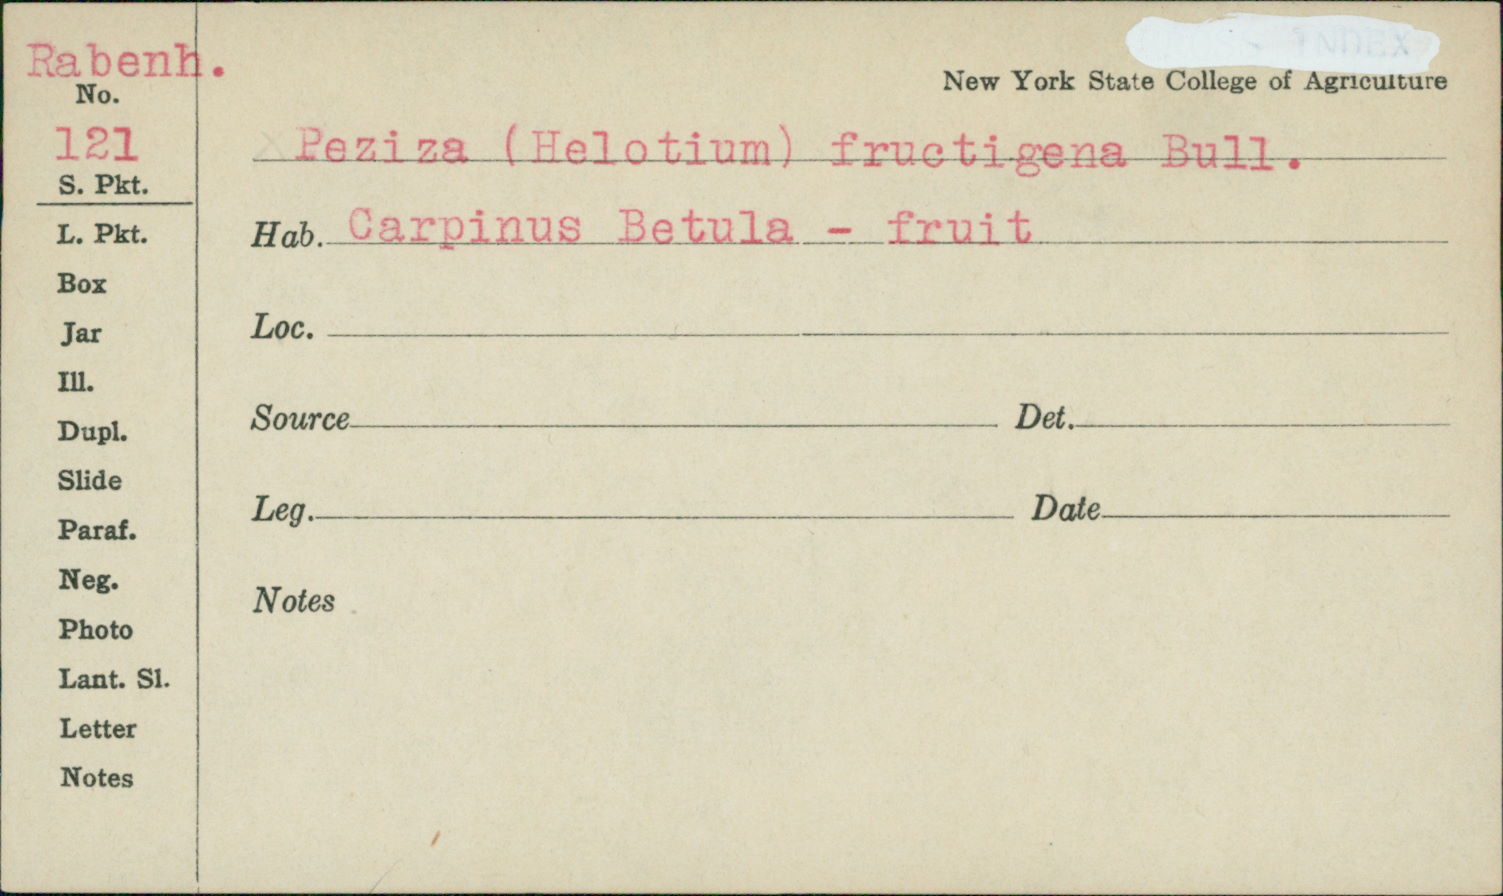 Rabenh.
No.
121
S. Pkt.
L. Pkt.
Box
Jar
Ill.
Dupl.
Slide
Paraf.
Neg.
Photo
Lant. Sl.
Letter
Notes
INDEX
New York State College of Agriculture
Peziza (Helotium) fructigena Bull.
Hab. Carpinus Betula - fruit
Loc.
Source Det.
Leg. Date
Notes